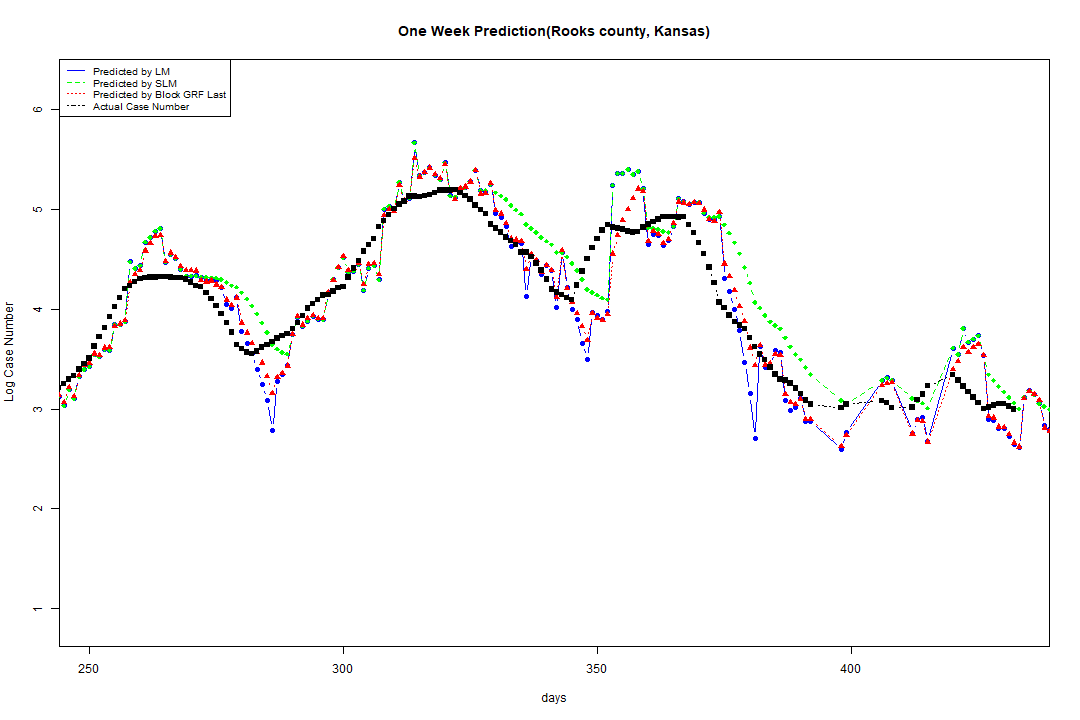 One Week Prediction(Rooks county, Kansas)
Predicted by LM
Predicted by SLM
Predicted by Block GRF Last
Actual Case Number
6
5
4
3
2
1
Log Case Number
250 300 350 400
days